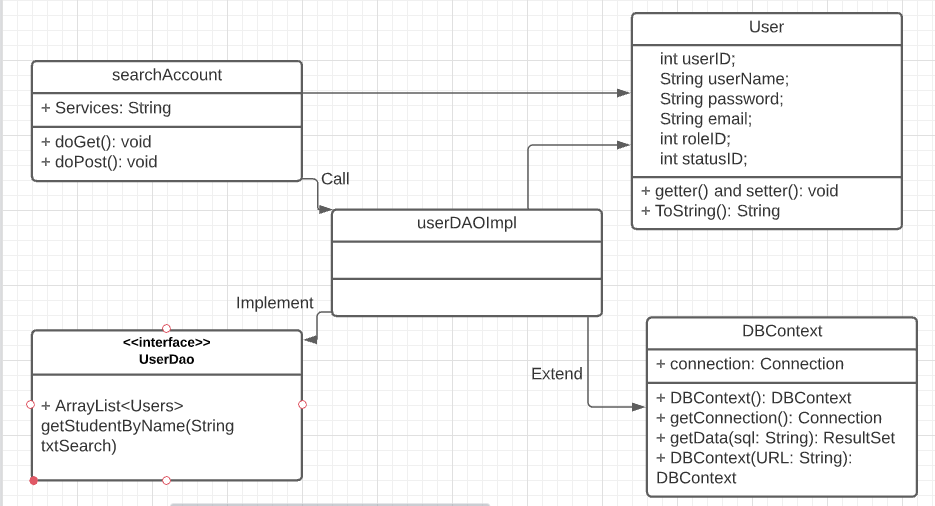 searchAccount
+ Services: String
+ doGet(): void
+ doPost(): void
User
int userID;
String userName;
String password;
String email;
int roleID;
int statusID;
+ getter() and setter(): void
+ ToString(): String
Call
userDAOImpl
Implement
<<interface>>
UserDao
+ ArrayList<Users>
getStudentByName(String
txtSearch)
Extend
DBContext
+ connection: Connection
+ DBContext(): DBContext
+ getConnection(): Connection
+ getData(sql: String): ResultSet
+ DBContext(URL: String):
DBContext